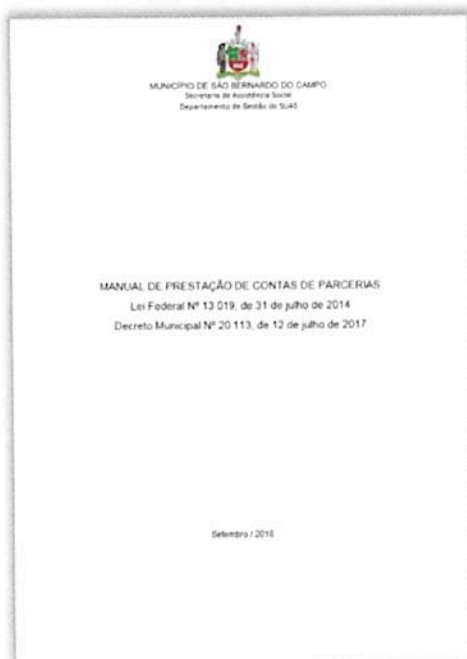 MUNICÍPIO DE SÃO BERNARDO DO CAMPO
Secretaria de Assistência Social
Departamento de Gestão do SUAS
MANUAL DE PRESTAÇÃO DE CONTAS DE PARCERIAS
Lei Federal Nº 13.019, de 31 de julho de 2014
Decreto Municipal Nº 20.113, de 12 de julho de 2017
Setembro / 2018